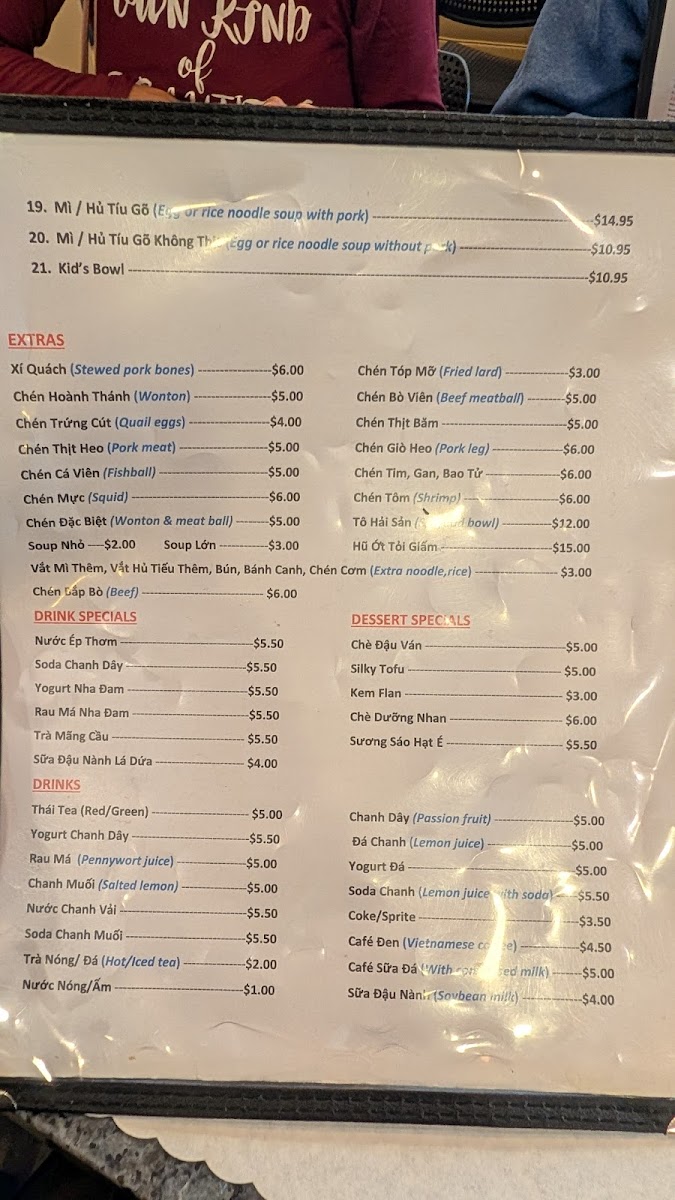 OWN KIND
of
19. Mì / Hủ Tíu Gõ (Egg or rice noodle soup with pork) $14.95
20. Mì / Hủ Tíu Gõ Không (Egg or rice noodle soup without $10.95
21. Kid's Bowl $10.95
EXTRAS
Xí Quách (Stewed pork bones) $6.00
Chén Hoành Thánh (Wonton) $5.00
Chén Trứng Cút (Quail eggs) $4.00
Chén Thịt Heo (Pork meat) $5.00
Chén Cá Viên (Fishball) $5.00
Chén Mực (Squid) $6.00
Chén Đặc Biệt (Wonton & meat ball) $5.00
Soup Nhỏ $2.00 Soup Lớn $3.00
Chén Tóp Mỡ (Fried lard) $3.00
Chén Bò Viên (Beef meatball) $5.00
Chén Thịt Bằm $5.00
Chén Giò Heo (Pork leg) $6.00
Chén Tim, Gan, Bao Tử $6.00
Chén Tôm (Shrimp) $6.00
Tô Hải Sản bowl) $12.00
Hũ Ớt Tỏi Giấm $15.00
Vắt Mì Thêm, Vắt Hủ Tiếu Thêm, Bún, Bánh Canh, Chén Cơm (Extra noodle,rice) $3.00
Chén Bắp Bò (Beef) $6.00
DRINK SPECIALS
Nước Ép Thơm $5.50
Soda Chanh Dây $5.50
Yogurt Nha Đam $5.50
Rau Má Nha Đam $5.50
Trà Mãng Cầu $5.50
Sữa Đậu Nành Lá Dứa $4.00
DESSERT SPECIALS
Chè Đậu Ván $5.00
Silky Tofu $5.00
Kem Flan $3.00
Chè Dưỡng Nhan $6.00
Sương Sáo Hạt É $5.50
DRINKS
Thái Tea (Red/Green) $5.00
Yogurt Chanh Dây $5.50
Rau Má (Pennywort juice) $5.00
Chanh Muối (Salted lemon) $5.00
Nước Chanh Vải $5.50
Soda Chanh Muối $5.50
Trà Nóng/ Đá (Hot/Iced tea) $2.00
Nước Nóng/Ấm $1.00
Chanh Dây (Passion fruit) $5.00
Đá Chanh (Lemon juice) $5.00
Yogurt Đá $5.00
Soda Chanh (Lemon juice with soda) $5.50
Coke/Sprite $3.50
Café Đen (Vietnamese coffee) $4.50
Café Sữa Đá (With condensed milk) $5.00
Sữa Đậu Nành (Soybean milk) $4.00